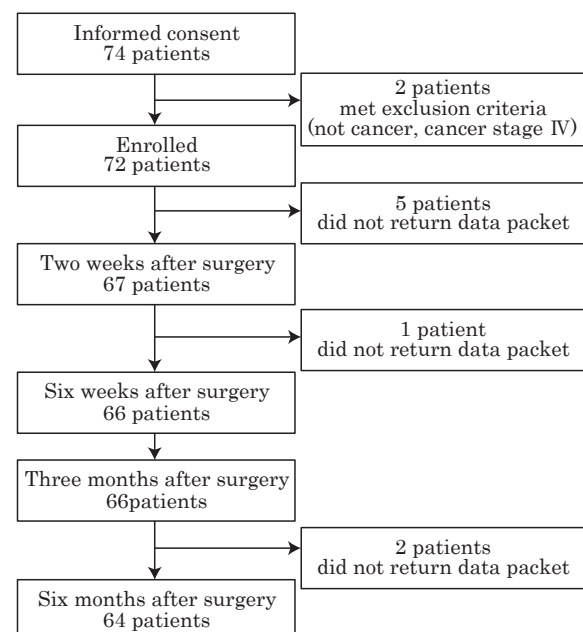 Informed consent
74 patients
2 patients
met exclusion criteria
(not cancer, cancer stage IV)
Enrolled
72 patients
5 patients
did not return data packet
Two weeks after surgery
67 patients
1 patient
did not return data packet
Six weeks after surgery
66 patients
Three months after surgery
66patients
2 patients
did not return data packet
Six months after surgery
64 patients